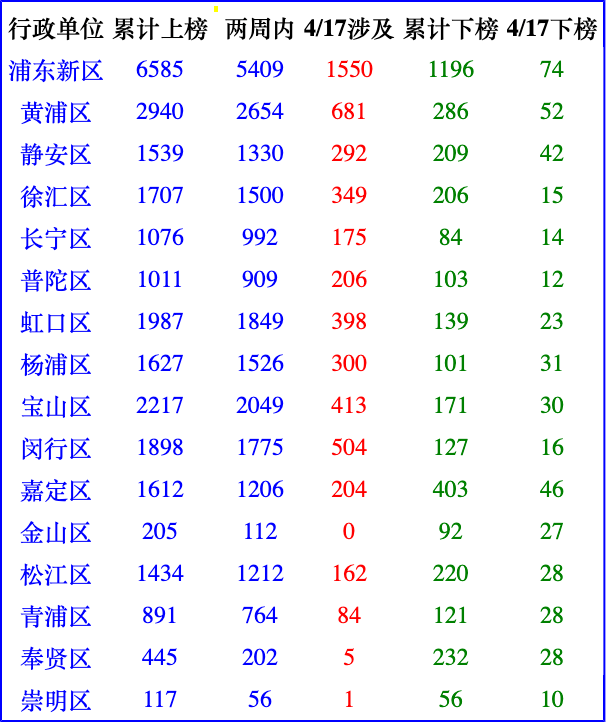 行政单位 累计上榜 两周内 4/17涉及 累计下榜 4/17下榜
浦东新区 6585 5409 1550 1196 74
黄浦区 2940 2654 681 286 52
静安区 1539 1330 292 209 42
徐汇区 1707 1500 349 206 15
长宁区 1076 992 175 84 14
普陀区 1011 909 206 103 12
虹口区 1987 1849 398 139 23
杨浦区 1627 1526 300 101 31
宝山区 2217 2049 413 171 30
闵行区 1898 1775 504 127 16
嘉定区 1612 1206 204 403 46
金山区 205 112 0 92 27
松江区 1434 1212 162 220 28
青浦区 891 764 84 121 28
奉贤区 445 202 5 232 28
崇明区 117 56 1 56 10